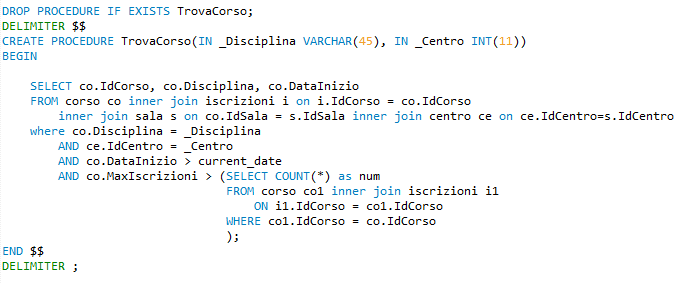 DROP PROCEDURE IF EXISTS TrovaCorso;
DELIMITER $$
CREATE PROCEDURE TrovaCorso(IN _Disciplina VARCHAR(45), IN _Centro INT(11))
BEGIN
SELECT co.IdCorso, co.Disciplina, co.DataInizio
FROM corso co inner join iscrizioni i on i.IdCorso = co.IdCorso
inner join sala s on co.IdSala = s.IdSala inner join centro ce on ce.IdCentro=s.IdCentro
where co.Disciplina = _Disciplina
AND ce.IdCentro = _Centro
AND co.DataInizio > current_date
AND co.MaxIscrizioni > (SELECT COUNT(*) as num
FROM corso co1 inner join iscrizioni i1
ON i1.IdCorso = co1.IdCorso
WHERE co1.IdCorso = co.IdCorso
);
END $$
DELIMITER ;